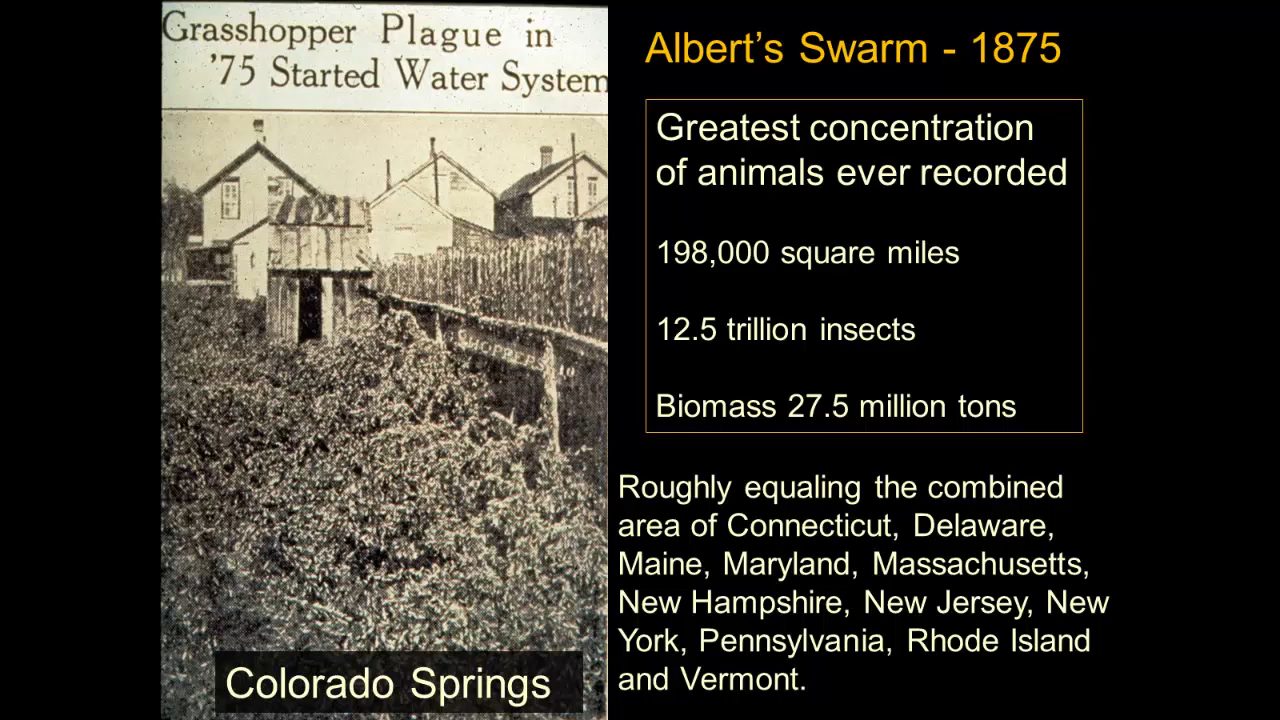 Grasshopper Plague in
'75 Started Water System
Colorado Springs
Albert's Swarm - 1875
Greatest concentration
of animals ever recorded
198,000 square miles
12.5 trillion insects
Biomass 27.5 million tons
Roughly equaling the combined
area of Connecticut, Delaware,
Maine, Maryland, Massachusetts,
New Hampshire, New Jersey, New
York, Pennsylvania, Rhode Island
and Vermont.